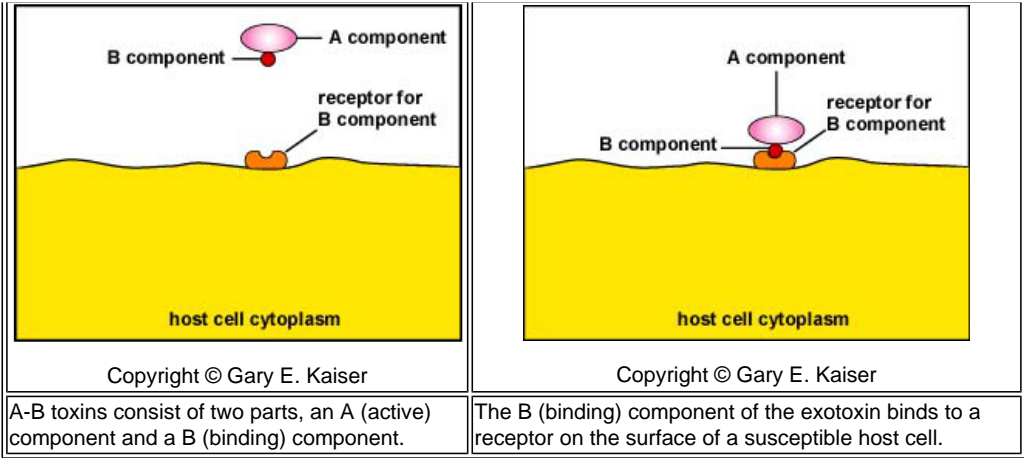 A component
B component
receptor for
B component
host cell cytoplasm
Copyright © Gary E. Kaiser
A-B toxins consist of two parts, an A (active)
component and a B (binding) component.
A component
receptor for
B component
B component
host cell cytoplasm
Copyright © Gary E. Kaiser
The B (binding) component of the exotoxin binds to a
receptor on the surface of a susceptible host cell.